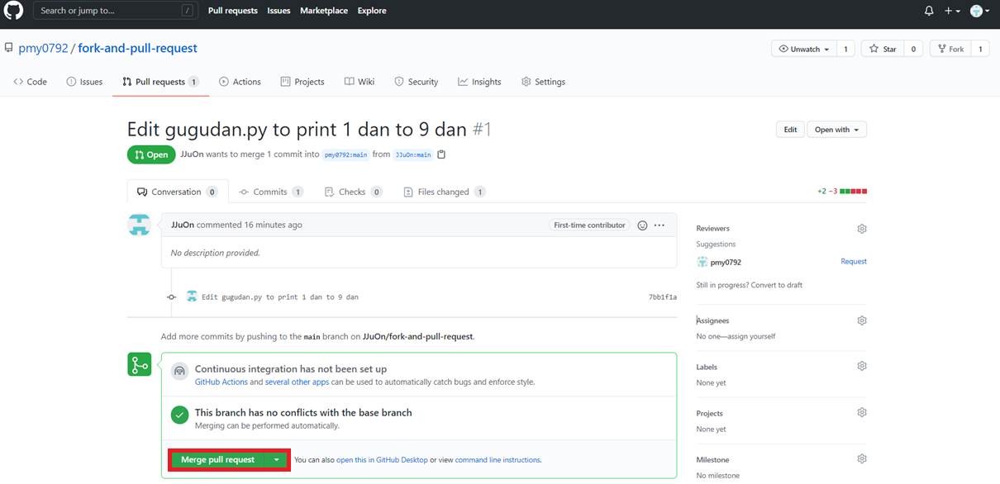 Search or jump to... /
Pull requests Issues Marketplace Explore
pmy0792 / fork-and-pull-request
Unwatch 1 Star 0 Fork 1
Code Issues Pull requests 1 Actions Projects Wiki Security Insights Settings
Edit gugudan.py to print 1 dan to 9 dan #1
Edit Open with
Open JJuOn wants to merge 1 commit into pmy0792:main from JJuOn:main
Conversation 0 Commits 1 Checks 0 Files changed 1
+2 −3
JJuOn commented 16 minutes ago
First-time contributor
No description provided.
Edit gugudan.py to print 1 dan to 9 dan 7bb1f1a
Add more commits by pushing to the main branch on JJuOn/fork-and-pull-request.
Continuous integration has not been set up
GitHub Actions and several other apps can be used to automatically catch bugs and enforce style.
This branch has no conflicts with the base branch
Merging can be performed automatically.
Merge pull request
You can also open this in GitHub Desktop or view command line instructions.
Reviewers
Suggestions
pmy0792 Request
Still in progress? Convert to draft
Assignees
No one—assign yourself
Labels
None yet
Projects
None yet
Milestone
No milestone